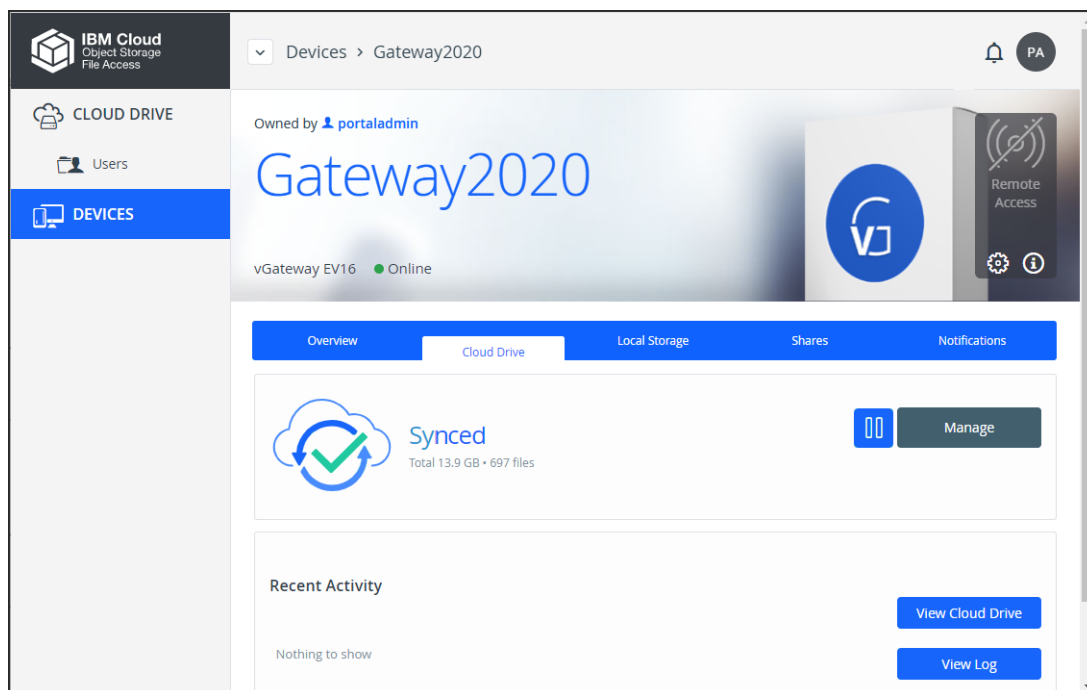 IBM Cloud
Object Storage
File Access
Devices > Gateway2020
PA
CLOUD DRIVE
Users
DEVICES
Owned by portaladmin
Gateway2020
vGateway EV16 ● Online
Remote
Access
Overview
Cloud Drive
Local Storage
Shares
Notifications
Synced
Total 13.9 GB • 697 files
Manage
Recent Activity
View Cloud Drive
Nothing to show
View Log